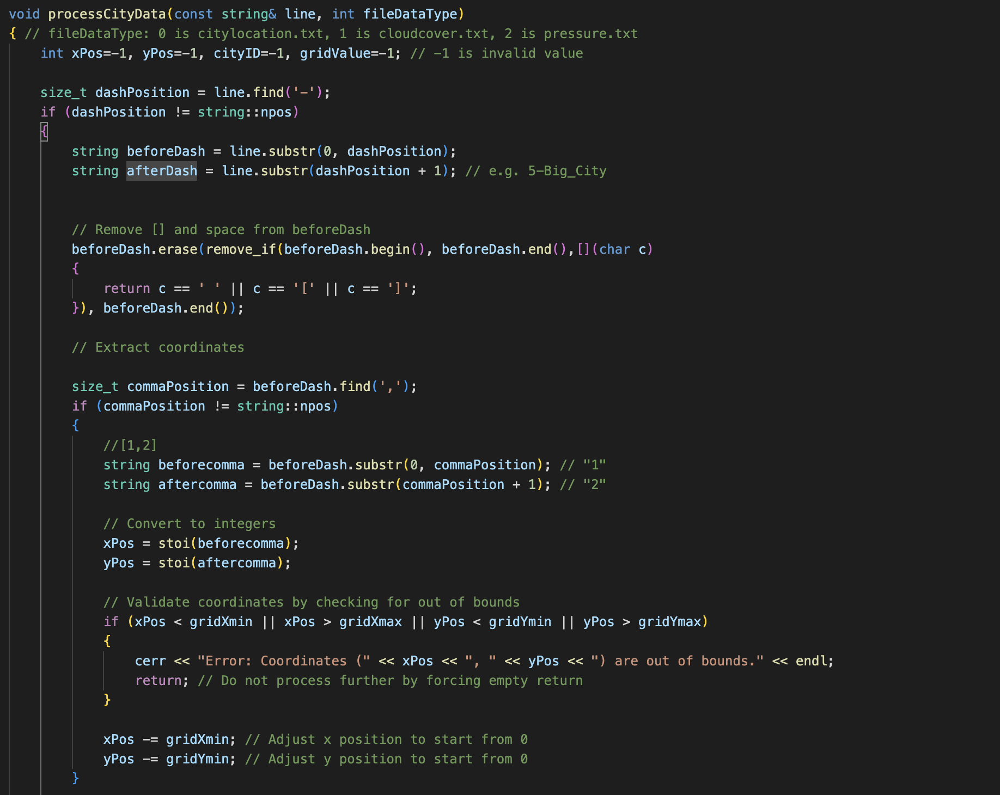 void processCityData(const string& line, int fileDataType)
{ // fileDataType: 0 is citylocation.txt, 1 is cloudcover.txt, 2 is pressure.txt
    int xPos=-1, yPos=-1, cityID=-1, gridValue=-1; // -1 is invalid value

    size_t dashPosition = line.find('-');
    if (dashPosition != string::npos)
    {
        string beforeDash = line.substr(0, dashPosition);
        string afterDash = line.substr(dashPosition + 1); // e.g. 5-Big_City


        // Remove [] and space from beforeDash
        beforeDash.erase(remove_if(beforeDash.begin(), beforeDash.end(),[](char c)
        {
            return c == ' ' || c == '[' || c == ']';
        }), beforeDash.end());

        // Extract coordinates

        size_t commaPosition = beforeDash.find(',');
        if (commaPosition != string::npos)
        {
            //[1,2]
            string beforecomma = beforeDash.substr(0, commaPosition); // "1"
            string aftercomma = beforeDash.substr(commaPosition + 1); // "2"

            // Convert to integers
            xPos = stoi(beforecomma);
            yPos = stoi(aftercomma);

            // Validate coordinates by checking for out of bounds
            if (xPos < gridXmin || xPos > gridXmax || yPos < gridYmin || yPos > gridYmax)
            {
                cerr << "Error: Coordinates (" << xPos << ", " << yPos << ") are out of bounds." << endl;
                return; // Do not process further by forcing empty return
            }

            xPos -= gridXmin; // Adjust x position to start from 0
            yPos -= gridYmin; // Adjust y position to start from 0
        }